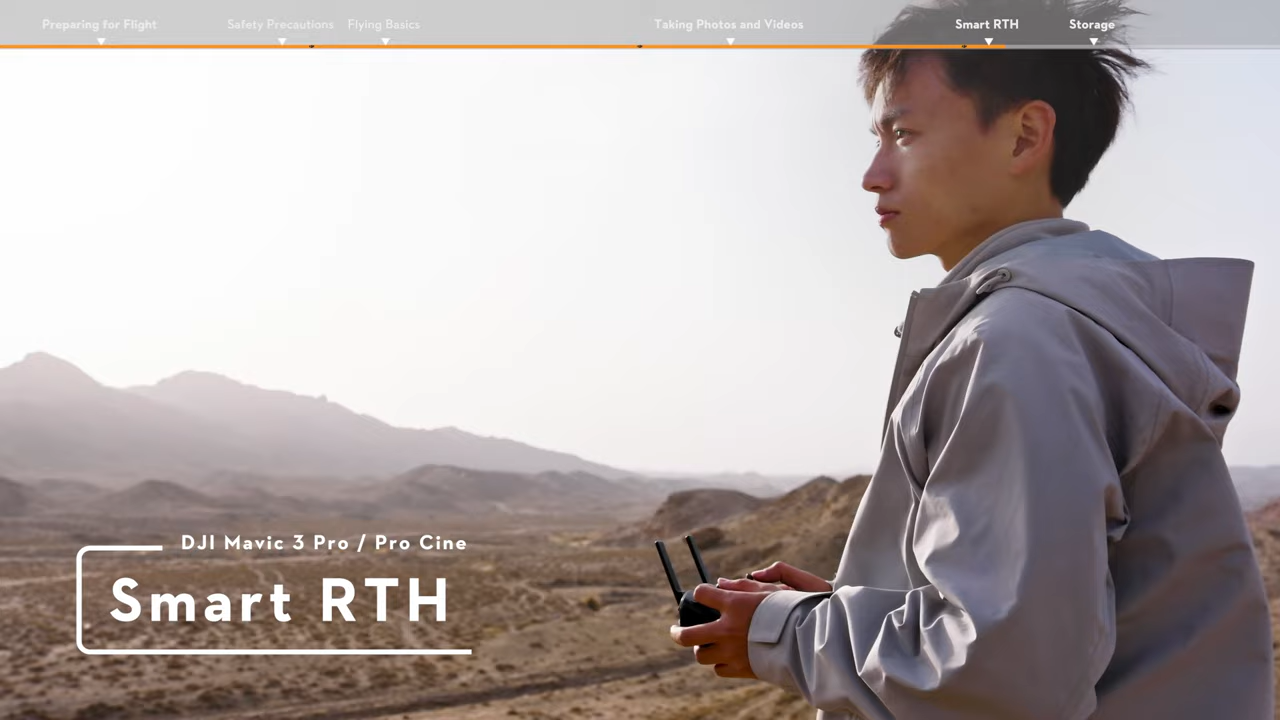 Preparing for Flight
Safety Precautions
Flying Basics
Taking Photos and Videos
Smart RTH
Storage
DJI Mavic 3 Pro / Pro Cine
Smart RTH